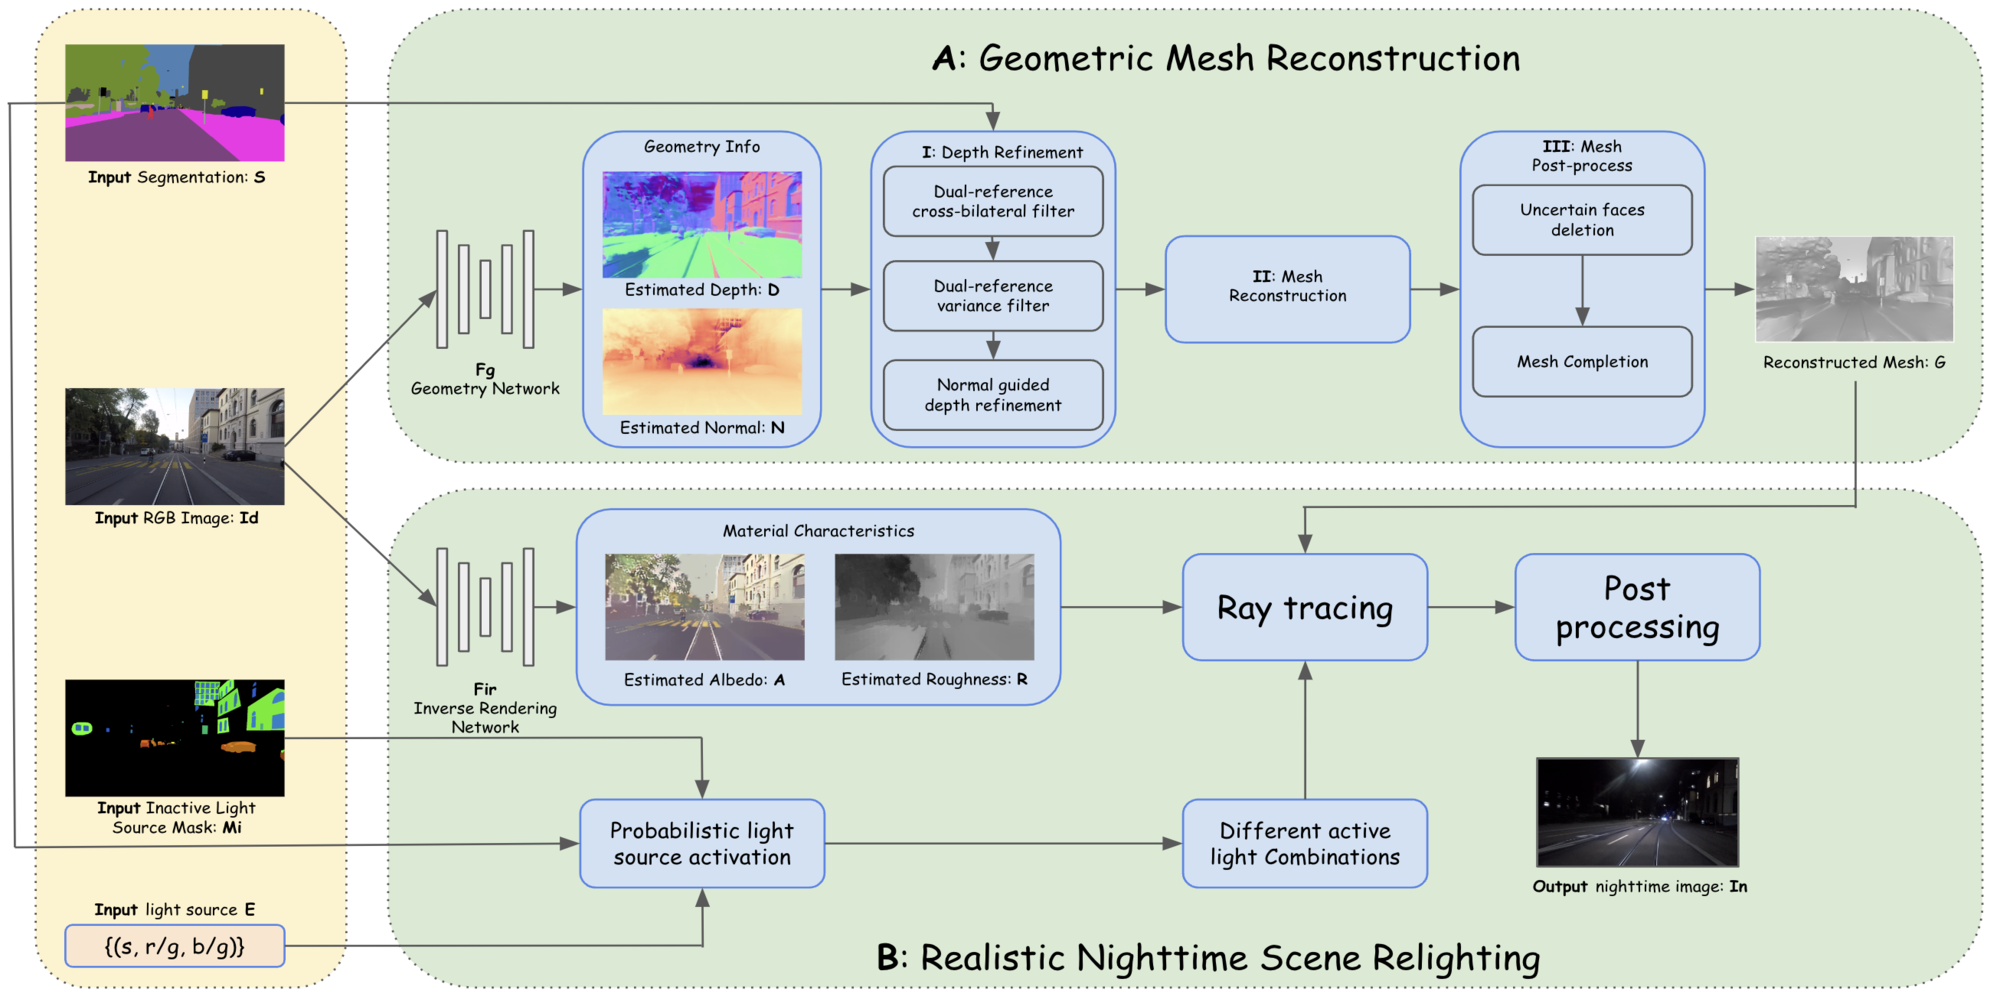 A: Geometric Mesh Reconstruction
Input Segmentation: S
Input RGB Image: Id
Input Inactive Light
Source Mask: Mi
Input light source E
{(s, r/g, b/g)}
Fg
Geometry Network
Geometry Info
Estimated Depth: D
Estimated Normal: N
I: Depth Refinement
Dual-reference
cross-bilateral filter
Dual-reference
variance filter
Normal guided
depth refinement
II: Mesh
Reconstruction
III: Mesh
Post-process
Uncertain faces
deletion
Mesh Completion
Reconstructed Mesh: G
Fir
Inverse Rendering
Network
Material Characteristics
Estimated Albedo: A
Estimated Roughness: R
Ray tracing
Post
processing
Probabilistic light
source activation
Different active
light Combinations
Output nighttime image: In
B: Realistic Nighttime Scene Relighting